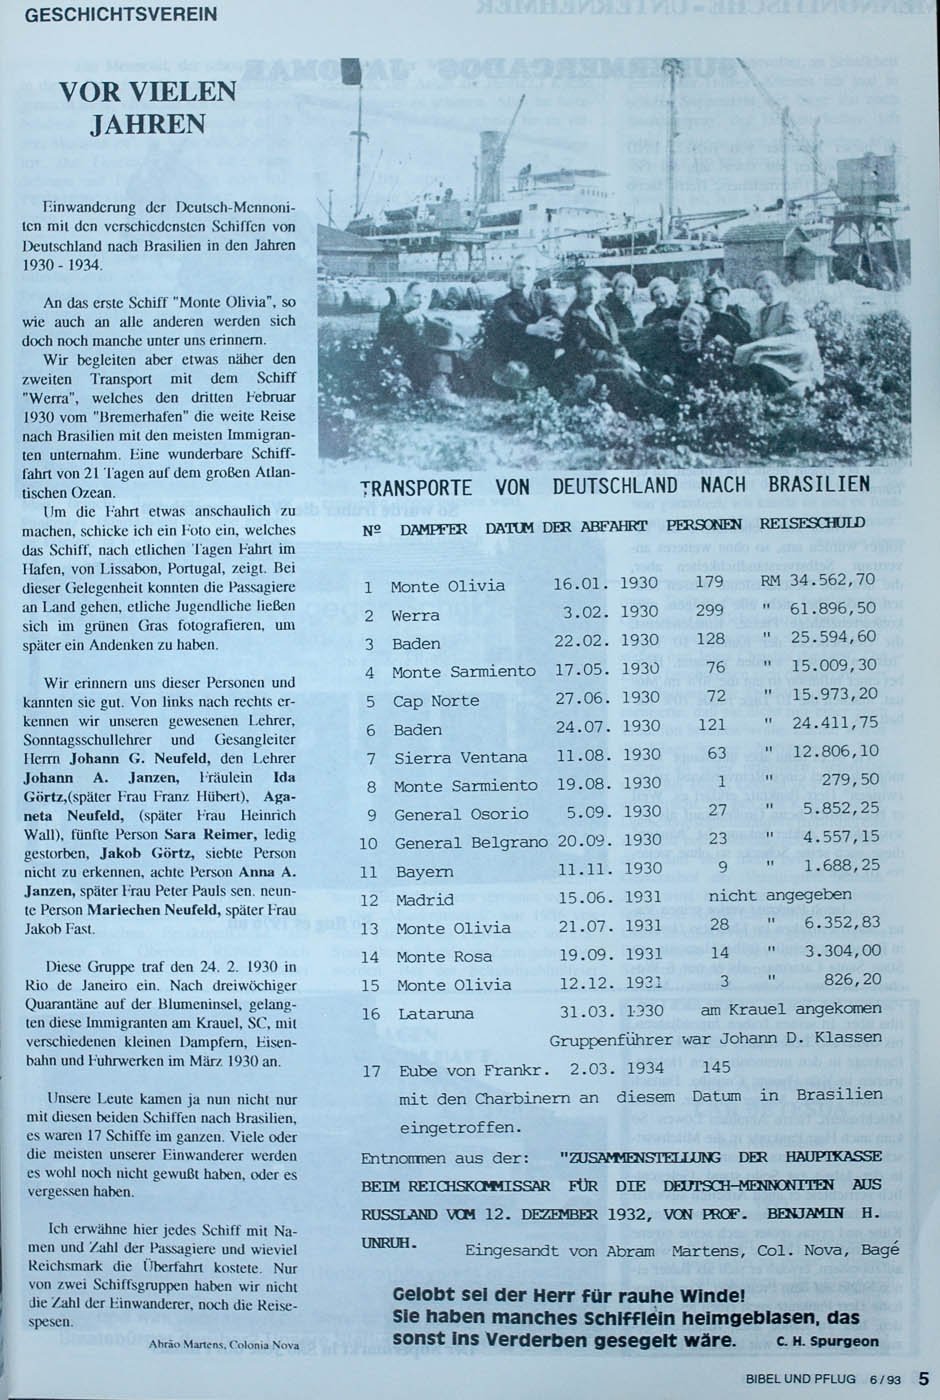 GESCHICHTSVEREIN
VOR VIELEN
JAHREN
Einwanderung der Deutsch-Mennoni-
ten mit den verschiedensten Schiffen von
Deutschland nach Brasilien in den Jahren
1930 - 1934.
An das erste Schiff "Monte Olivia", so
wie auch an alle anderen werden sich
doch noch manche unter uns erinnern.
Wir begleiten aber etwas näher den
zweiten Transport mit dem Schiff
"Werra", welches den dritten Februar
1930 vom "Bremerhafen" die weite Reise
nach Brasilien mit den meisten Immigran-
ten unternahm. Eine wunderbare Schiff-
fahrt von 21 Tagen auf dem großen Atlan-
tischen Ozean.
Um die Fahrt etwas anschaulich zu
machen, schicke ich ein Foto ein, welches
das Schiff, nach etlichen Tagen Fahrt im
Hafen, von Lissabon, Portugal, zeigt. Bei
dieser Gelegenheit konnten die Passagiere
an Land gehen, etliche Jugendliche ließen
sich im grünen Gras fotografieren, um
später ein Andenken zu haben.
Wir erinnern uns dieser Personen und
kannten sie gut. Von links nach rechts er-
kennen wir unseren gewesenen Lehrer,
Sonntagsschullehrer und Gesangleiter
Herrn Johann G. Neufeld, den Lehrer
Johann A. Janzen, Fräulein Ida
Görtz,(später Frau Franz Hübert), Aga-
neta Neufeld, (später Frau Heinrich
Wall), fünfte Person Sara Reimer, ledig
gestorben, Jakob Görtz, siebte Person
nicht zu erkennen, achte Person Anna A.
Janzen, später Frau Peter Pauls sen. neun-
te Person Mariechen Neufeld, später Frau
Jakob Fast.
Diese Gruppe traf den 24. 2. 1930 in
Rio de Janeiro ein. Nach dreiwöchiger
Quarantäne auf der Blumeninsel, gelang-
ten diese Immigranten am Krauel, SC, mit
verschiedenen kleinen Dampfern, Eisen-
bahn und Fuhrwerken im März 1930 an.
Unsere Leute kamen ja nun nicht nur
mit diesen beiden Schiffen nach Brasilien,
es waren 17 Schiffe im ganzen. Viele oder
die meisten unserer Einwanderer werden
es wohl noch nicht gewußt haben, oder es
vergessen haben.
Ich erwähne hier jedes Schiff mit Na-
men und Zahl der Passagiere und wieviel
Reichsmark die Überfahrt kostete. Nur
von zwei Schiffsgruppen haben wir nicht
die Zahl der Einwanderer, noch die Reise-
spesen.
Abrão Martens, Colonia Nova
TRANSPORTE VON DEUTSCHLAND NACH BRASILIEN
Nº DAMPFER DATUM DER ABFAHRT PERSONEN REISESCHULD
1 Monte Olivia 16.01. 1930 179 RM 34.562,70
2 Werra 3.02. 1930 299 " 61.896,50
3 Baden 22.02. 1930 128 " 25.594,60
4 Monte Sarmiento 17.05. 1930 76 " 15.009,30
5 Cap Norte 27.06. 1930 72 " 15.973,20
6 Baden 24.07. 1930 121 " 24.411,75
7 Sierra Ventana 11.08. 1930 63 " 12.806,10
8 Monte Sarmiento 19.08. 1930 1 " 279,50
9 General Osorio 5.09. 1930 27 " 5.852,25
10 General Belgrano 20.09. 1930 23 " 4.557,15
11 Bayern 11.11. 1930 9 " 1.688,25
12 Madrid 15.06. 1931 nicht angegeben
13 Monte Olivia 21.07. 1931 28 " 6.352,83
14 Monte Rosa 19.09. 1931 14 " 3.304,00
15 Monte Olivia 12.12. 1931 3 " 826,20
16 Lataruna 31.03. 1930 am Krauel angekomen
Gruppenführer war Johann D. Klassen
17 Eube von Frankr. 2.03. 1934 145
mit den Charbinern an diesem Datum in Brasilien
eingetroffen.
Entnommen aus der: "ZUSAMMENSTELLUNG DER HAUPTKASSE
BEIM REICHSKOMMISSAR FÜR DIE DEUTSCH-MENNONITEN AUS
RUSSLAND VOM 12. DEZEMBER 1932, VON PROF. BENJAMIN H.
UNRUH.
Eingesandt von Abram Martens, Col. Nova, Bagé
Gelobt sei der Herr für rauhe Winde!
Sie haben manches Schifflein heimgeblasen, das
sonst ins Verderben gesegelt wäre. C. H. Spurgeon
BIBEL UND PFLUG 6/93 5